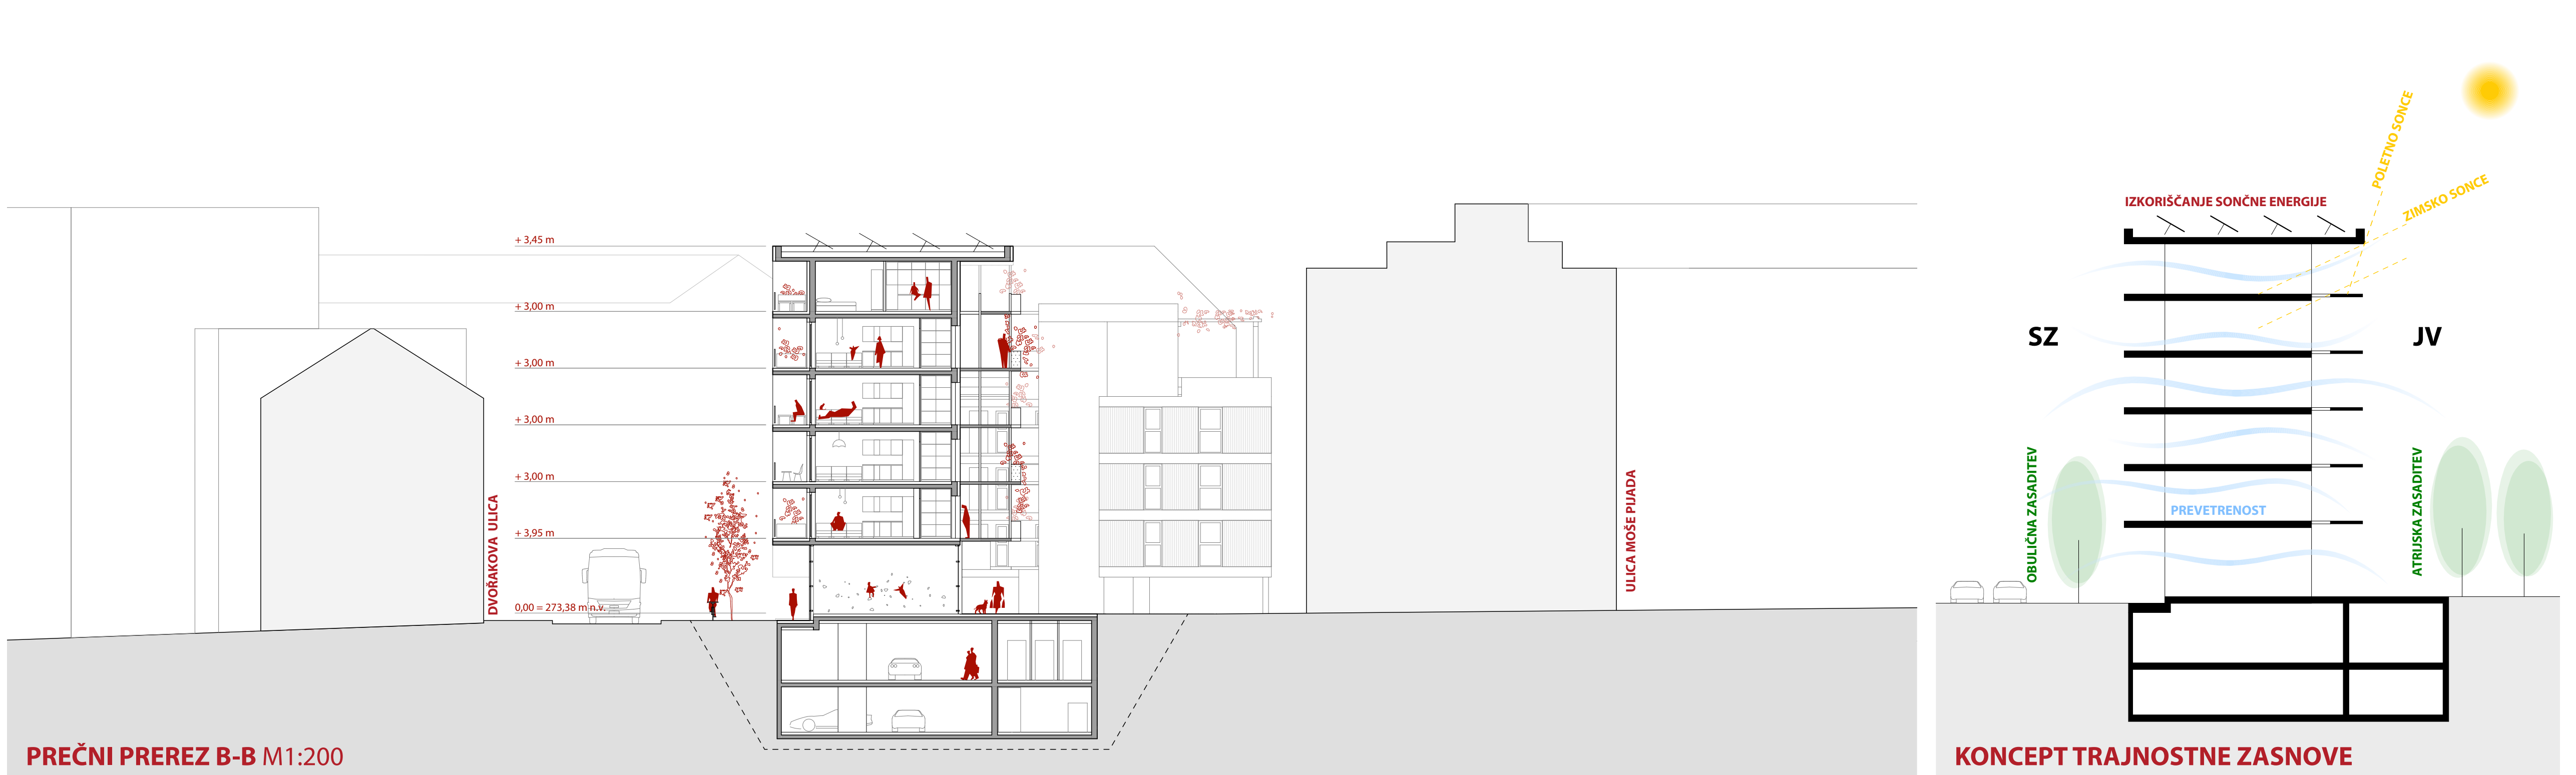 + 3,45 m
+ 3,00 m
+ 3,00 m
+ 3,00 m
+ 3,00 m
+ 3,95 m
0,00 = 273,38 m n.v.
DVOŘAKOVA ULICA
ULICA MOŠE PIJADA
PREČNI PREREZ B-B M1:200
POLETNO SONCE
ZIMSKO SONCE
IZKORIŠČANJE SONČNE ENERGIJE
SZ
JV
OBULIČNA ZASADITEV
PREVETRENOST
ATRIJSKA ZASADITEV
KONCEPT TRAJNOSTNE ZASNOVE